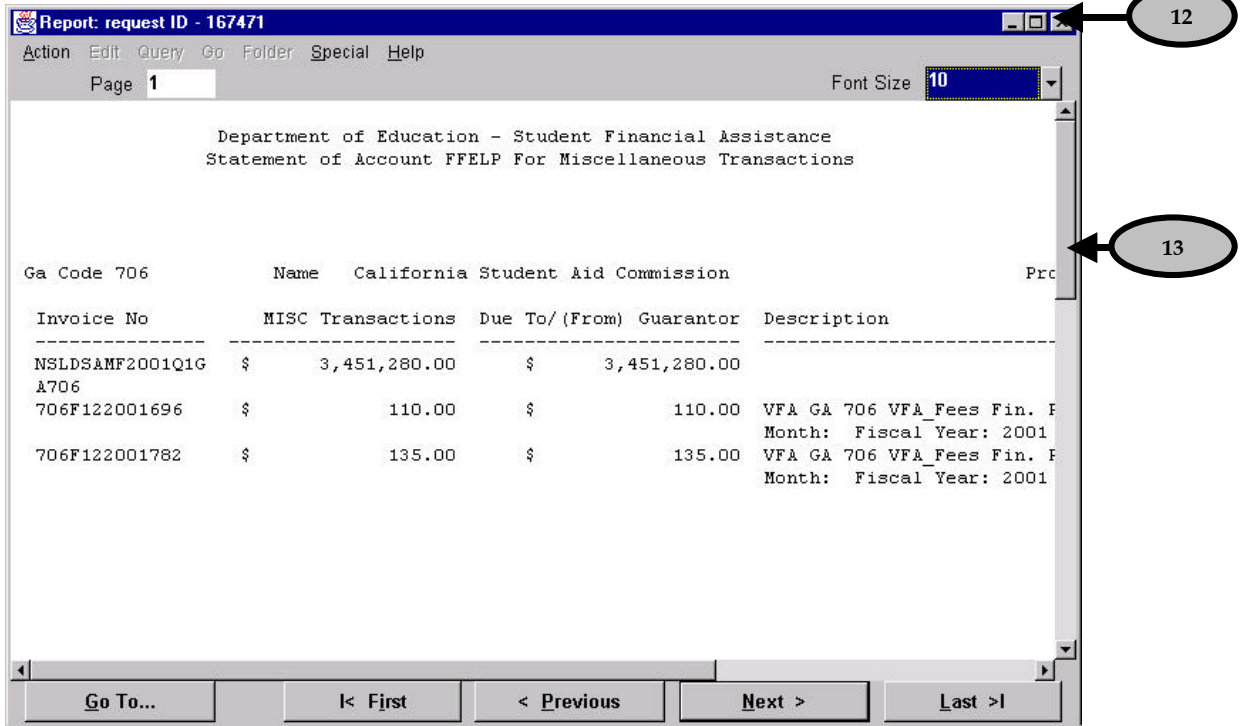 Report: request ID - 167471
12
Action Edit Query Go Folder Special Help
Page 1 Font Size 10
Department of Education - Student Financial Assistance
Statement of Account FFELP For Miscellaneous Transactions
13
Ga Code 706 Name California Student Aid Commission
Invoice No MISC Transactions Due To/(From) Guarantor Description
--------------- -------------------- ----------------------- --------------------------
NSLDSAMF2001Q1G $ 3,451,280.00 $ 3,451,280.00
A706
706F122001696 $ 110.00 $ 110.00 VFA GA 706 VFA_Fees Fin.
Month: Fiscal Year: 2001
706F122001782 $ 135.00 $ 135.00 VFA GA 706 VFA_Fees Fin.
Month: Fiscal Year: 2001
Go To... |< First < Previous Next > Last >|